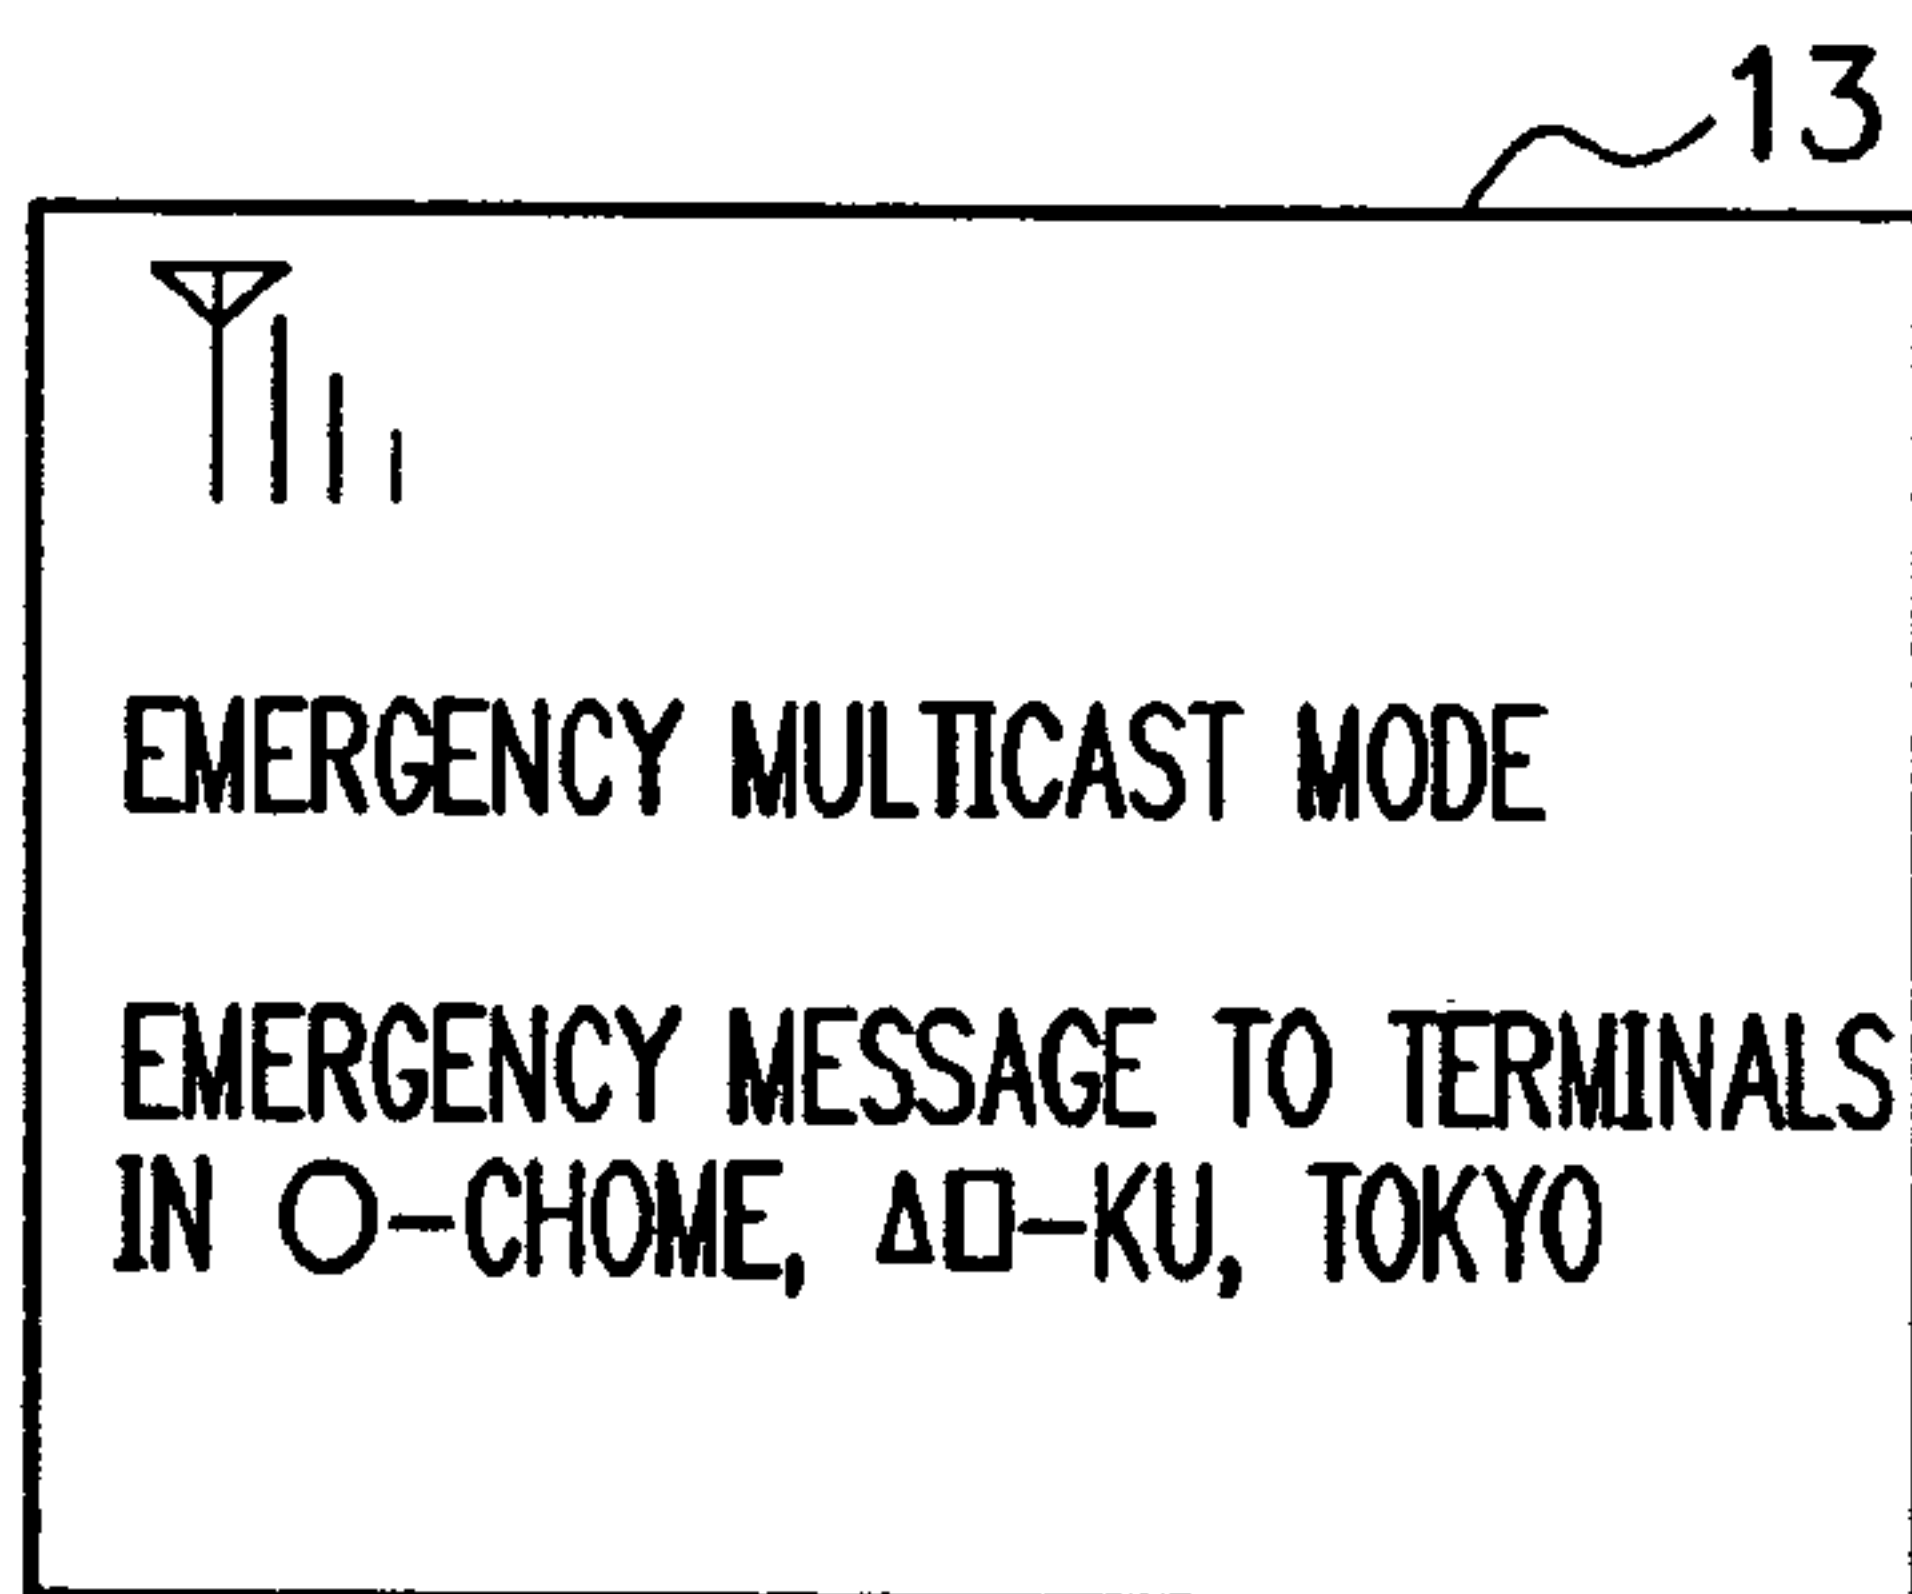 13
EMERGENCY MULTICAST MODE
EMERGENCY MESSAGE TO TERMINALS
IN ○-CHOME, △□-KU, TOKYO